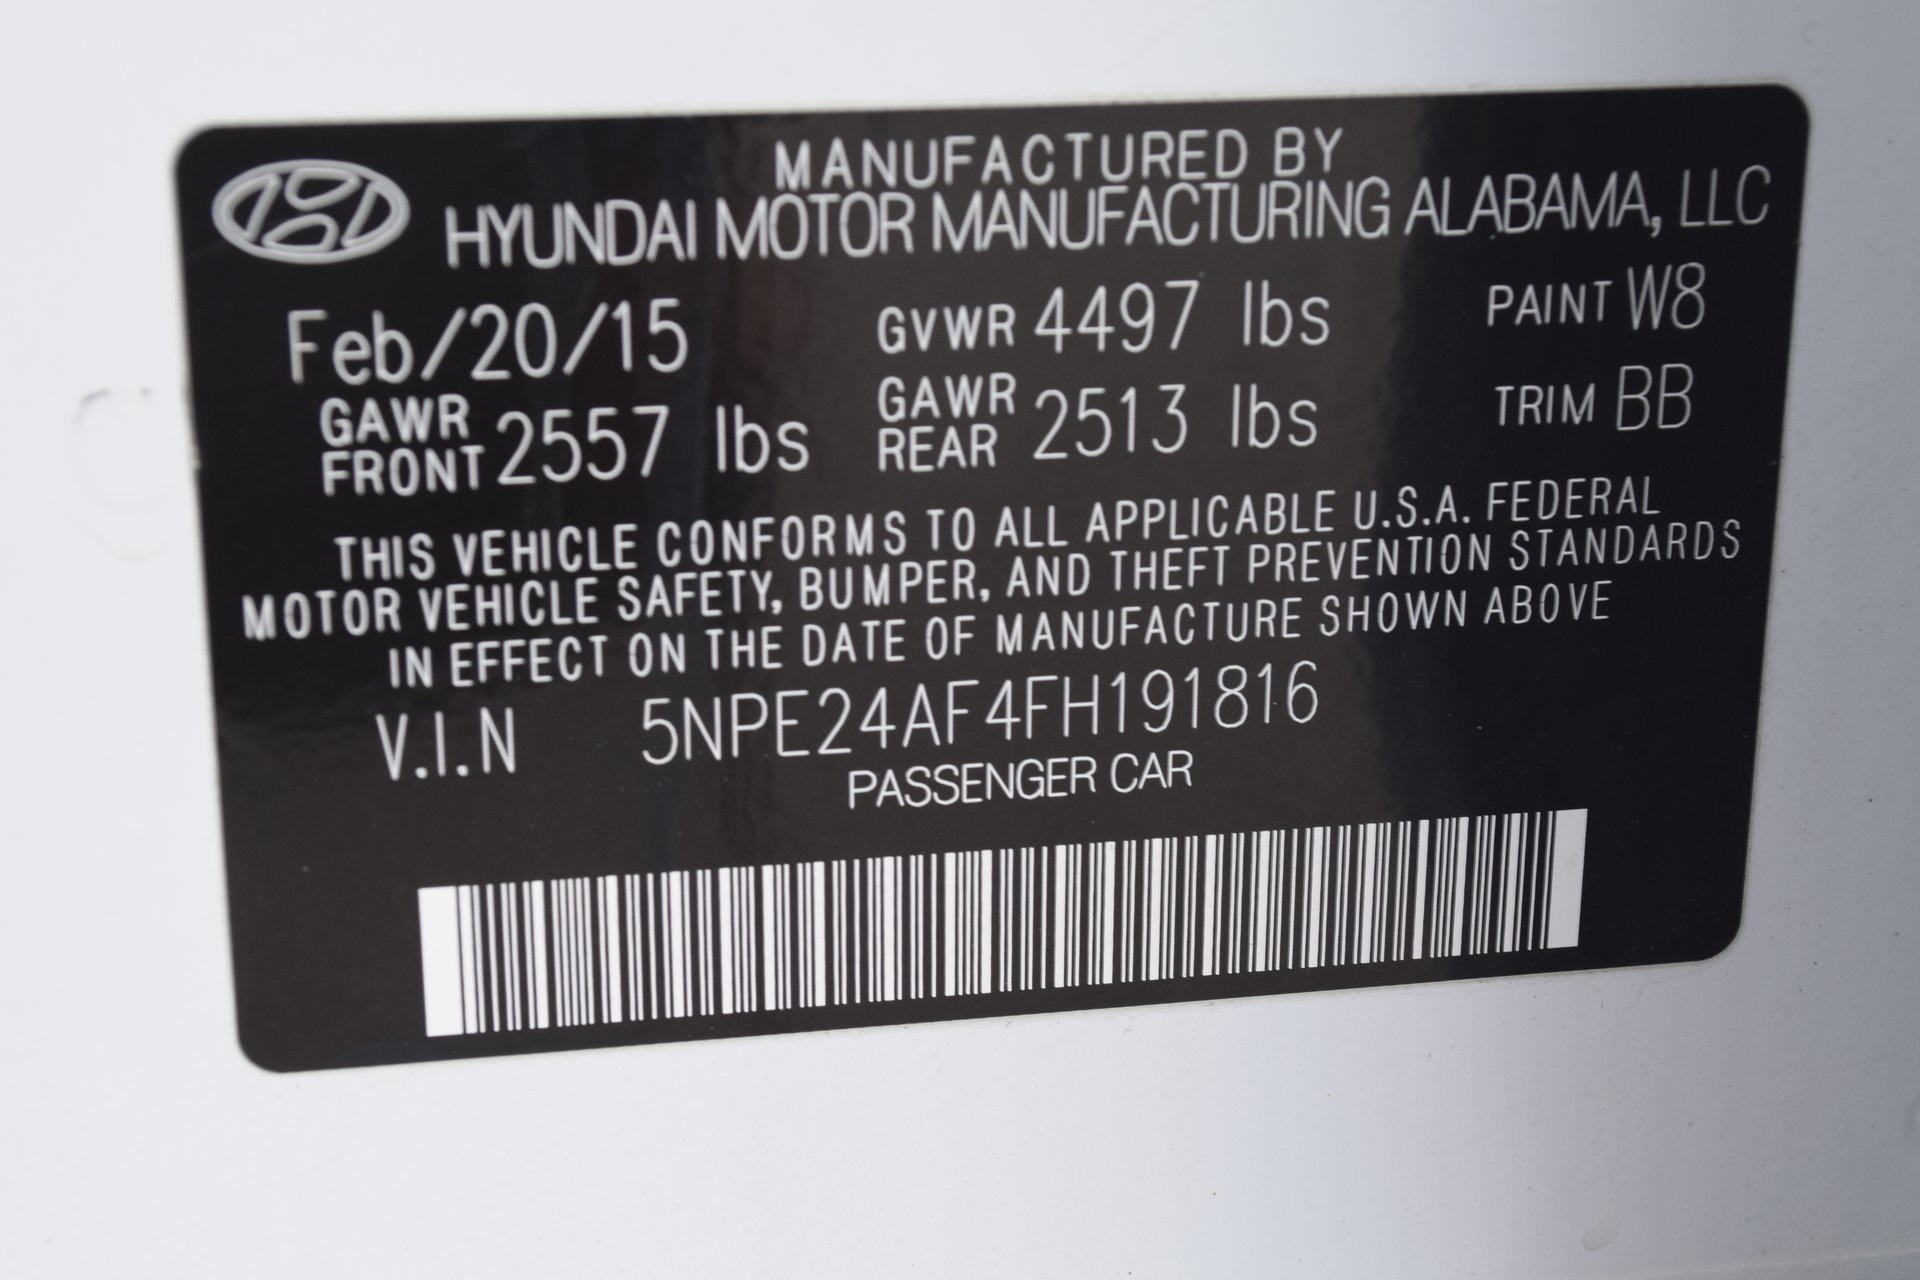 MANUFACTURED BY
HYUNDAI MOTOR MANUFACTURING ALABAMA, LLC
Feb/20/15 GVWR 4497 lbs PAINT W8
GAWR FRONT 2557 lbs GAWR REAR 2513 lbs TRIM BB
THIS VEHICLE CONFORMS TO ALL APPLICABLE U.S.A. FEDERAL
MOTOR VEHICLE SAFETY, BUMPER, AND THEFT PREVENTION STANDARDS
IN EFFECT ON THE DATE OF MANUFACTURE SHOWN ABOVE
V.I.N 5NPE24AF4FH191816
PASSENGER CAR